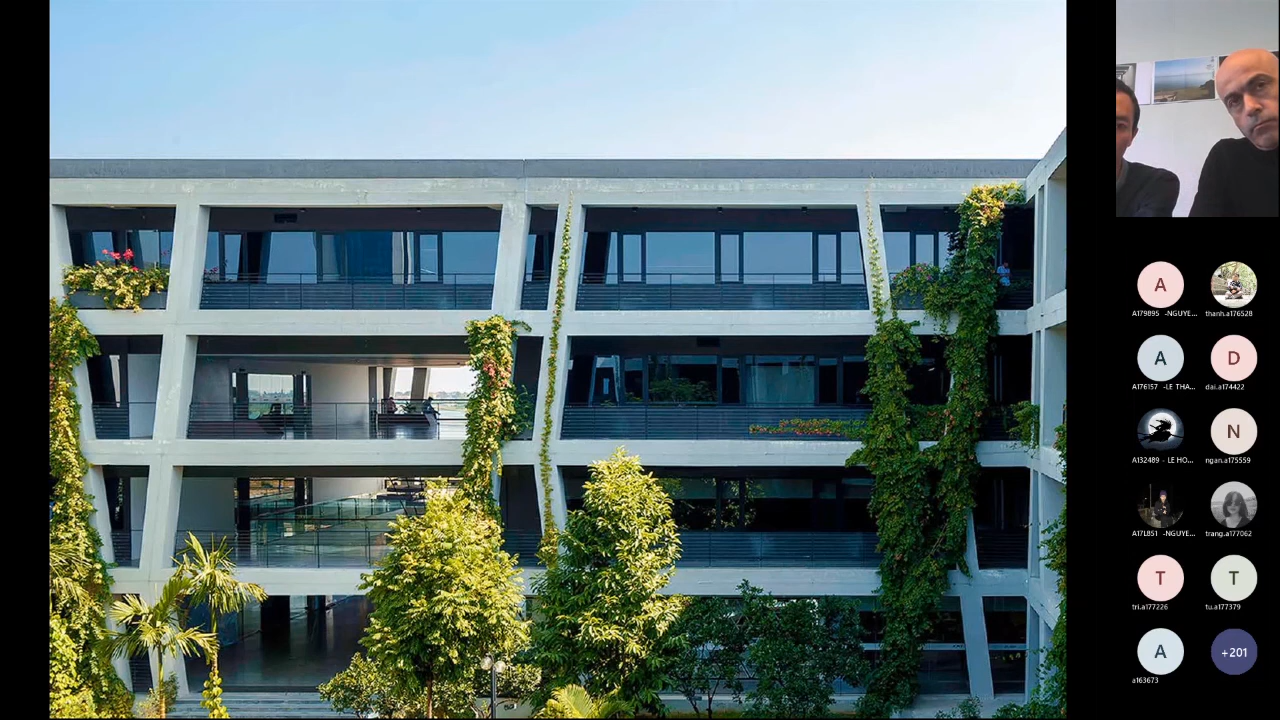 A
A179895 -NGUYE...
thanh.a176528
A
A176157 -LE THA...
D
dai.a174422
A132489 - LE HO...
N
ngan.a175559
A17L851 -NGUYE...
trang.a177062
T
tri.a177226
T
tu.a177379
A
a163673
+201